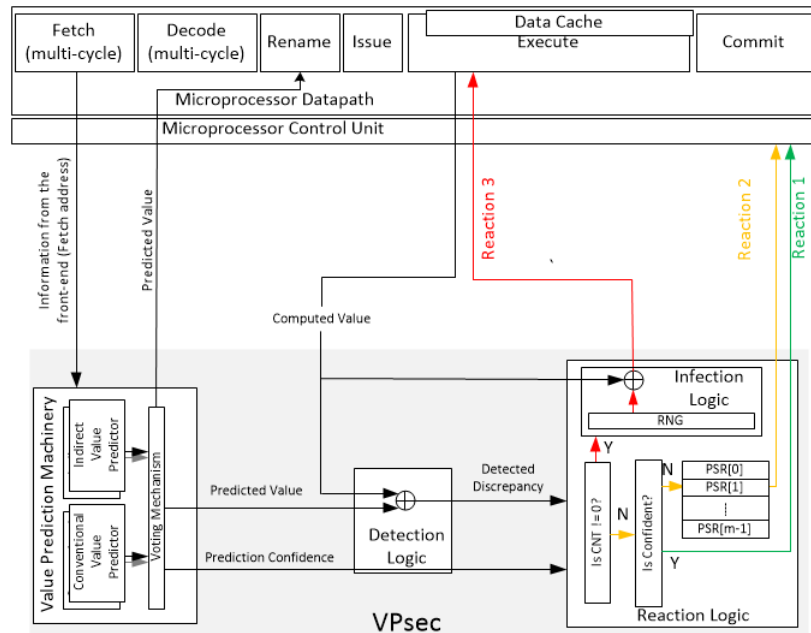 Fetch
(multi-cycle)
Decode
(multi-cycle)
Rename
Issue
Data Cache
Execute
Commit
Microprocessor Datapath
Microprocessor Control Unit
Information from the
front-end (Fetch address)
Predicted Value
Computed Value
Reaction 3
Reaction 2
Reaction 1
Value Prediction Machinery
Indirect
Value
Predictor
Conventional
Value
Predictor
Voting Mechanism
Predicted Value
Prediction Confidence
Detection
Logic
Detected
Discrepancy
Infection
Logic
RNG
Y
Is CNT != 0?
N
Is Confident?
N
Y
PSR[0]
PSR[1]
PSR[m-1]
Reaction Logic
VPsec